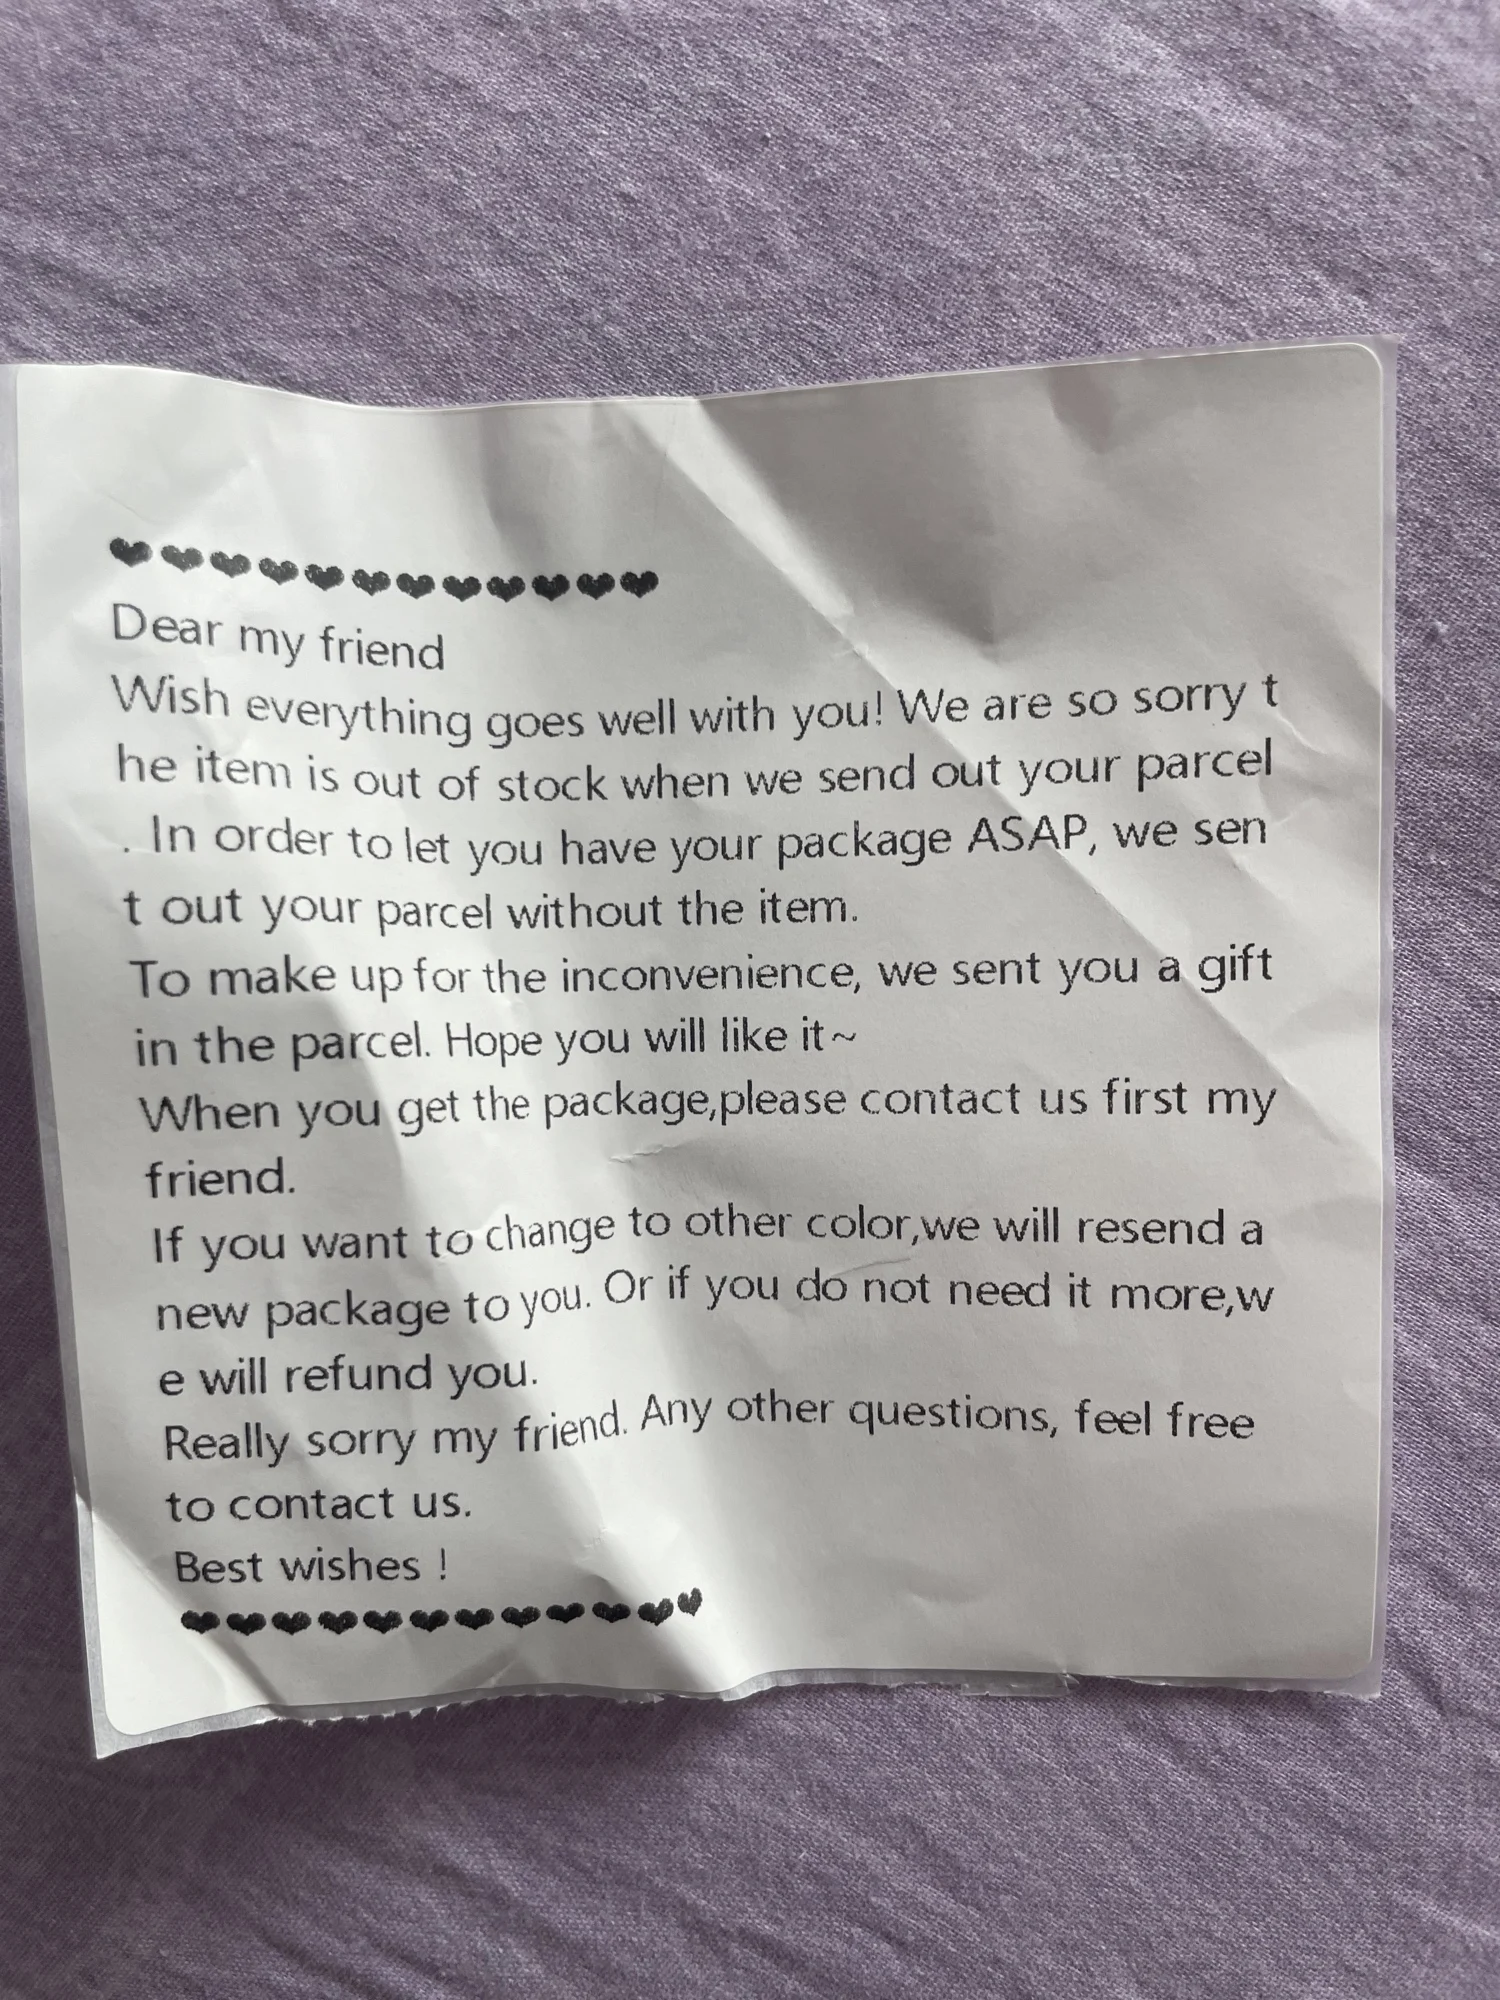 ♥♥♥♥♥♥♥♥♥♥♥♥
Dear my friend
Wish everything goes well with you! We are so sorry t
he item is out of stock when we send out your parcel
. In order to let you have your package ASAP, we sen
t out your parcel without the item.
To make up for the inconvenience, we sent you a gift
in the parcel. Hope you will like it~
When you get the package,please contact us first my
friend.
If you want to change to other color,we will resend a
new package to you. Or if you do not need it more,w
e will refund you.
Really sorry my friend. Any other questions, feel free
to contact us.
Best wishes !
♥♥♥♥♥♥♥♥♥♥♥♥